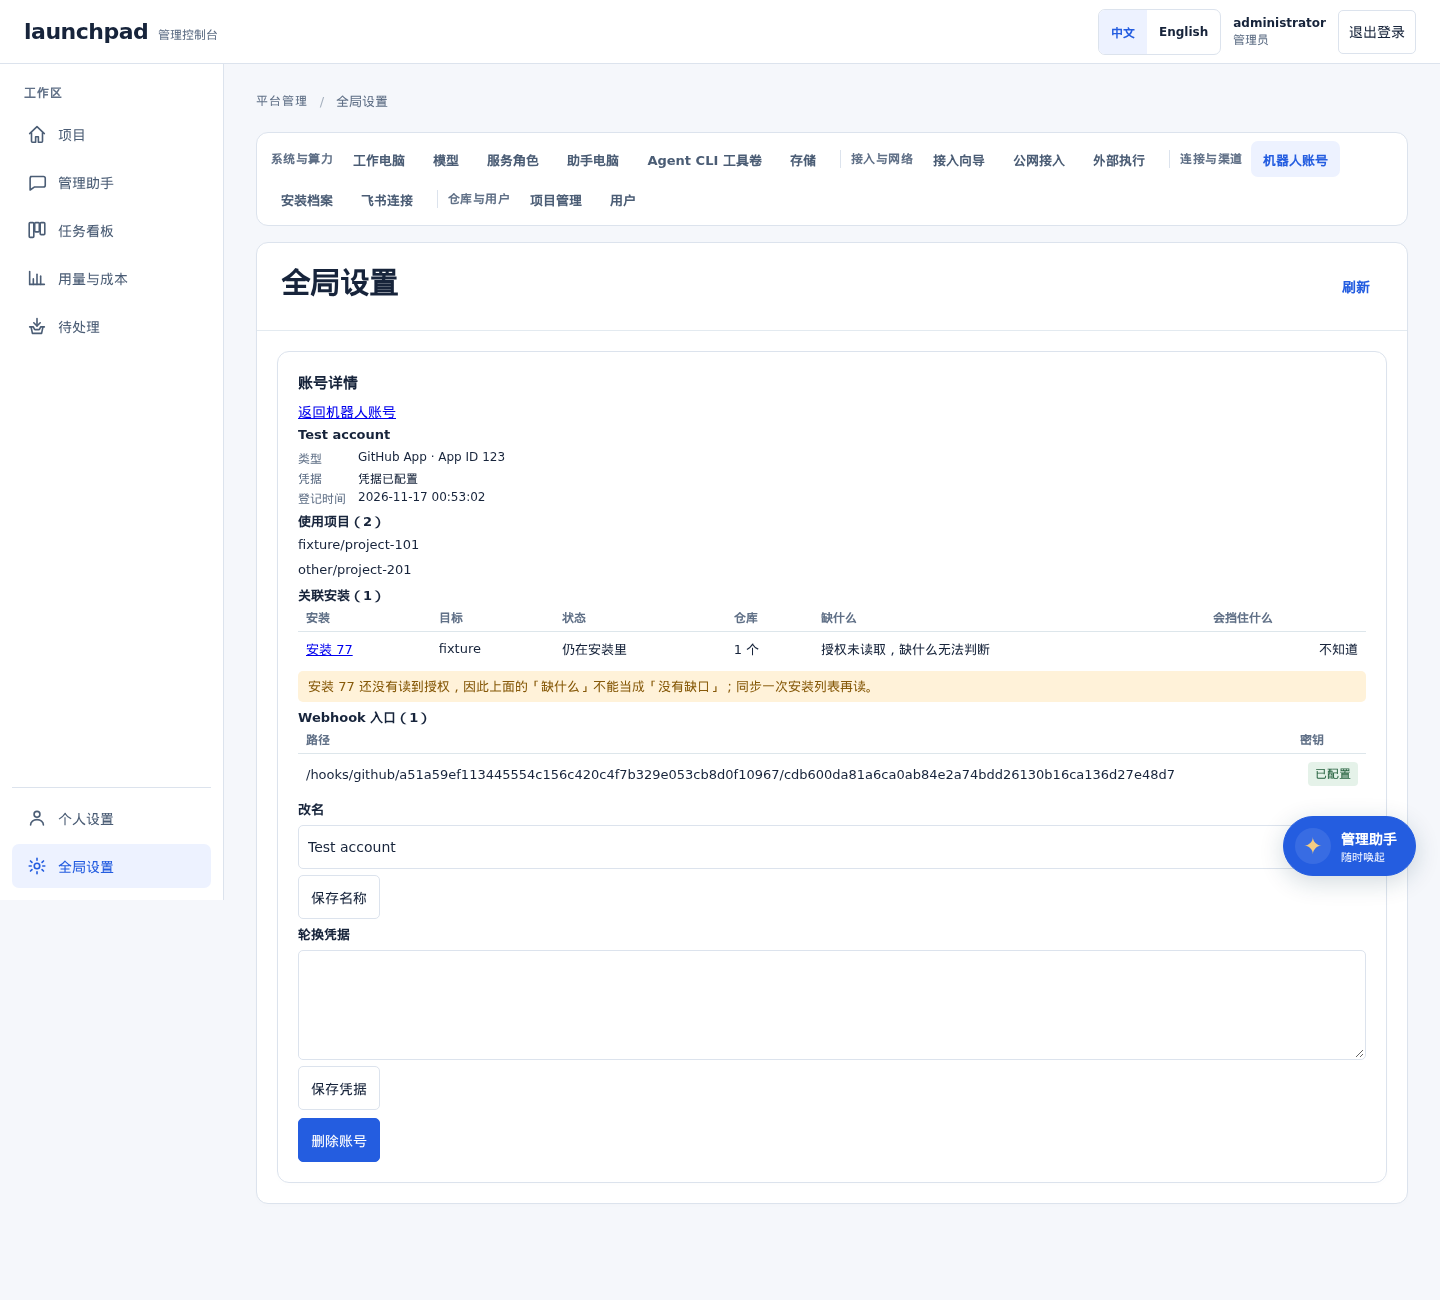 launchpad 管理控制台
中文 English
administrator
管理员
退出登录
工作区
项目
管理助手
任务看板
用量与成本
待处理
个人设置
全局设置
平台管理 / 全局设置
系统与算力 工作电脑 模型 服务角色 助手电脑 Agent CLI 工具卷 存储 接入与网络 接入向导 公网接入 外部执行 连接与渠道 机器人账号
安装档案 飞书连接 仓库与用户 项目管理 用户
全局设置
刷新
账号详情
返回机器人账号
Test account
类型 GitHub App · App ID 123
凭据 凭据已配置
登记时间 2026-11-17 00:53:02
使用项目（2）
fixture/project-101
other/project-201
关联安装（1）
安装 目标 状态 仓库 缺什么 会挡住什么
安装 77 fixture 仍在安装里 1 个 授权未读取，缺什么无法判断 不知道
安装 77 还没有读到授权，因此上面的「缺什么」不能当成「没有缺口」；同步一次安装列表再读。
Webhook 入口（1）
路径 密钥
/hooks/github/a51a59ef113445554c156c420c4f7b329e053cb8d0f10967/cdb600da81a6ca0ab84e2a74bdd26130b16ca136d27e48d7 已配置
改名
Test account
保存名称
轮换凭据
保存凭据
删除账号
管理助手
随时唤起